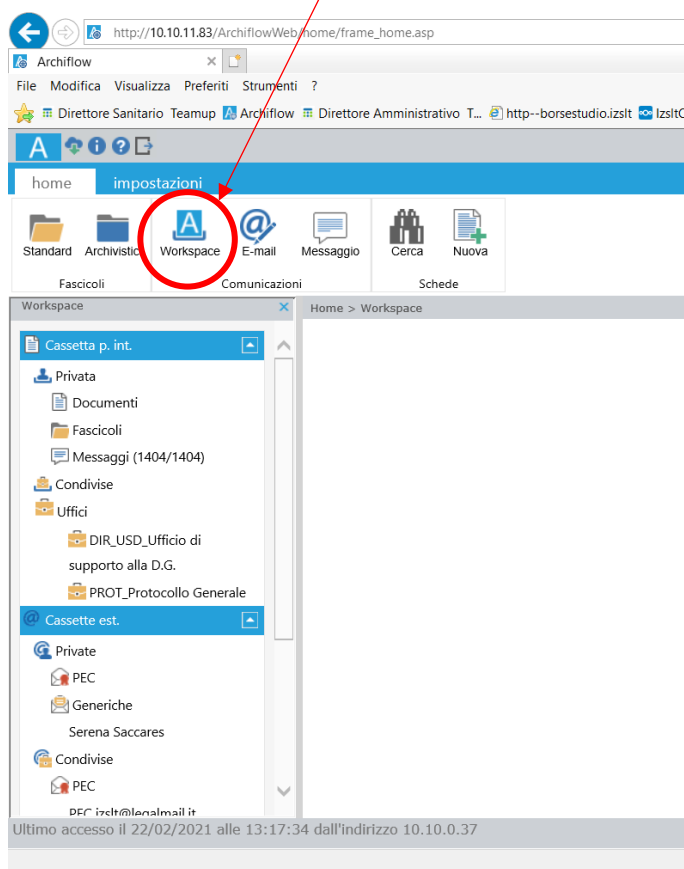 http://10.10.11.83/ArchiflowWeb/home/frame_home.asp
Archiflow
File Modifica Visualizza Preferiti Strumenti ?
Direttore Sanitario Teamup Archiflow Direttore Amministrativo T... http--borsestudio.izslt IzsltC
A
home impostazioni
Standard Archivistic Workspace E-mail Messaggio Cerca Nuova
Fascicoli Comunicazioni Schede
Workspace
Home > Workspace
Cassetta p. int.
Privata
Documenti
Fascicoli
Messaggi (1404/1404)
Condivise
Uffici
DIR_USD_Ufficio di
supporto alla D.G.
PROT_Protocollo Generale
Cassette est.
Private
PEC
Generiche
Serena Saccares
Condivise
PEC
PEC izslt@legalmail.it
Ultimo accesso il 22/02/2021 alle 13:17:34 dall'indirizzo 10.10.0.37